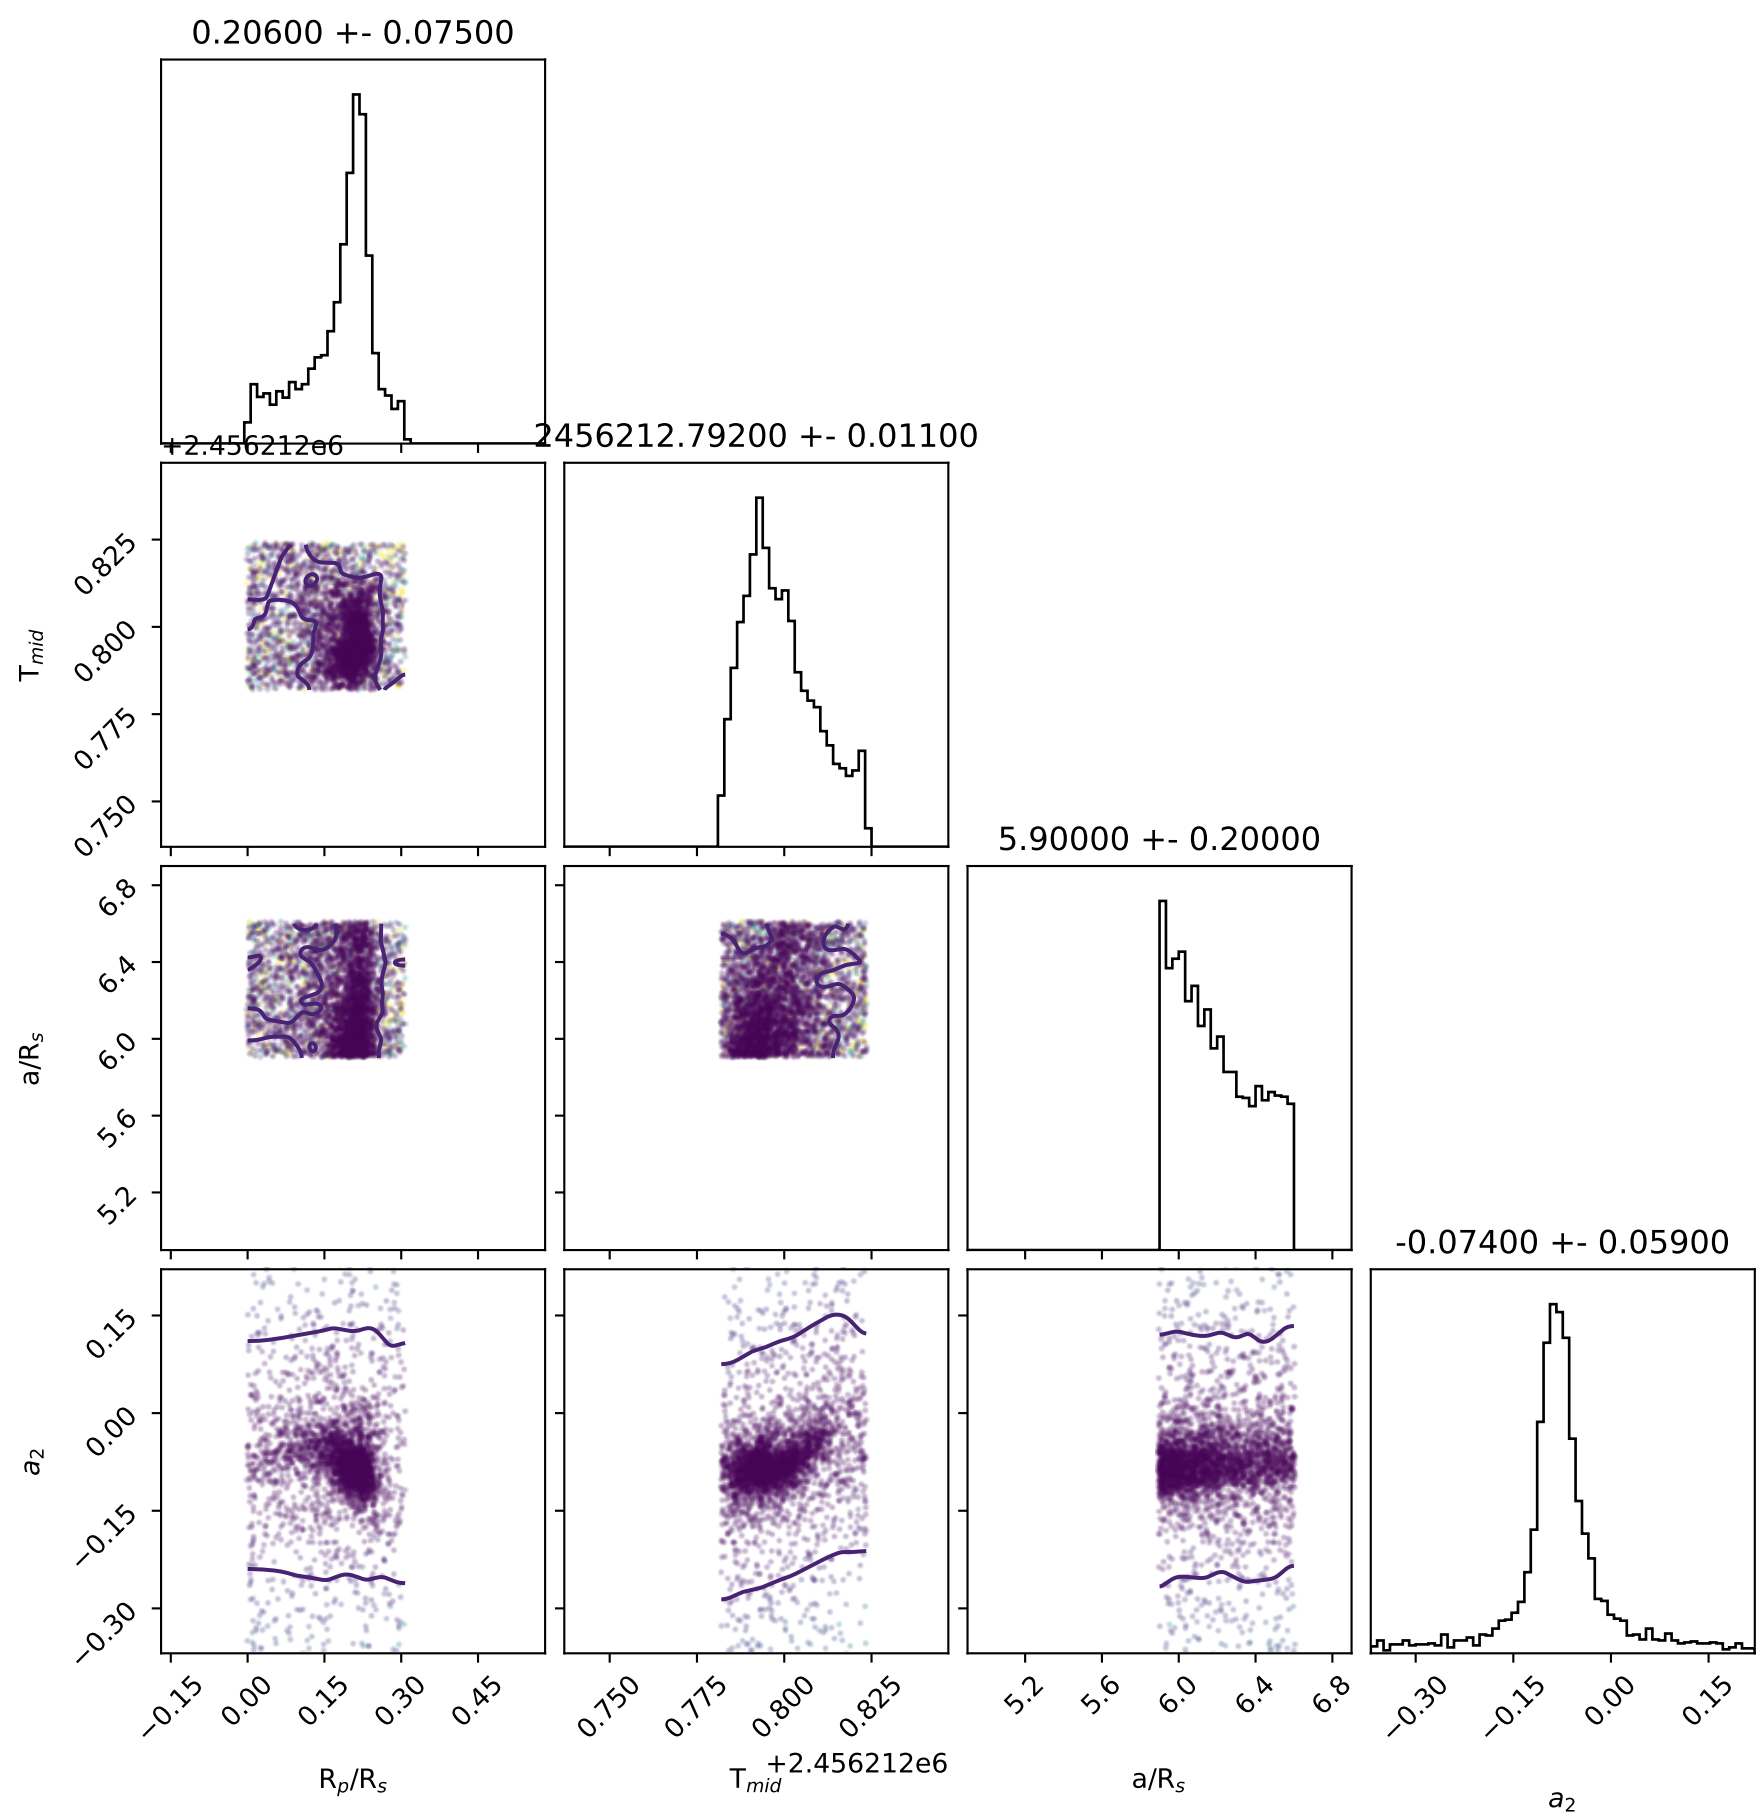 0.20600 +- 0.07500
+2.456212e6
2456212.79200 +- 0.01100
T_mid
0.825
0.800
0.775
0.750
5.90000 +- 0.20000
a/R_s
6.8
6.4
6.0
5.6
5.2
-0.07400 +- 0.05900
a_2
0.15
0.00
−0.15
−0.30
−0.15 0.00 0.15 0.30 0.45
0.750 0.775 0.800 0.825
5.2 5.6 6.0 6.4 6.8
−0.30 −0.15 0.00 0.15
+2.456212e6
R_p/R_s
T_mid
a/R_s
a_2